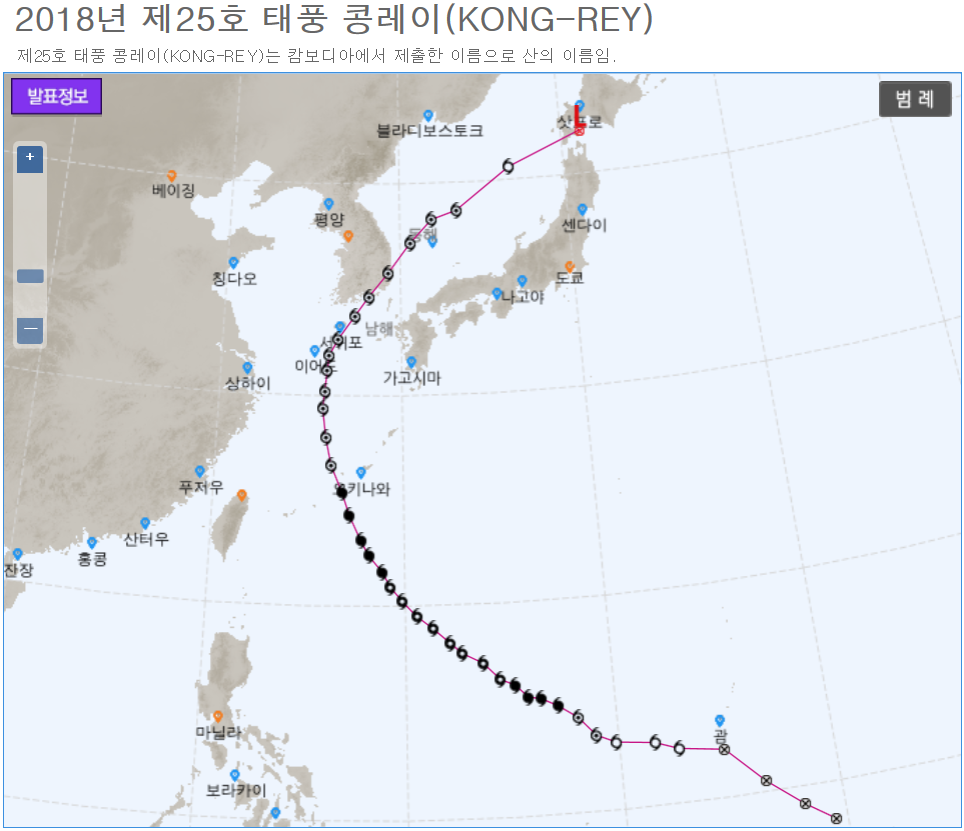 2018년 제25호 태풍 콩레이(KONG-REY)
제25호 태풍 콩레이(KONG-REY)는 캄보디아에서 제출한 이름으로 산의 이름임.
발표정보
범 례
+
삿포로
블라디보스토크
베이징
평양
센다이
동해
칭다오
도쿄
나고야
남해
서귀포
이어도
가고시마
상하이
오키나와
푸저우
산터우
홍콩
잔장
마닐라
괌
보라카이
L
—